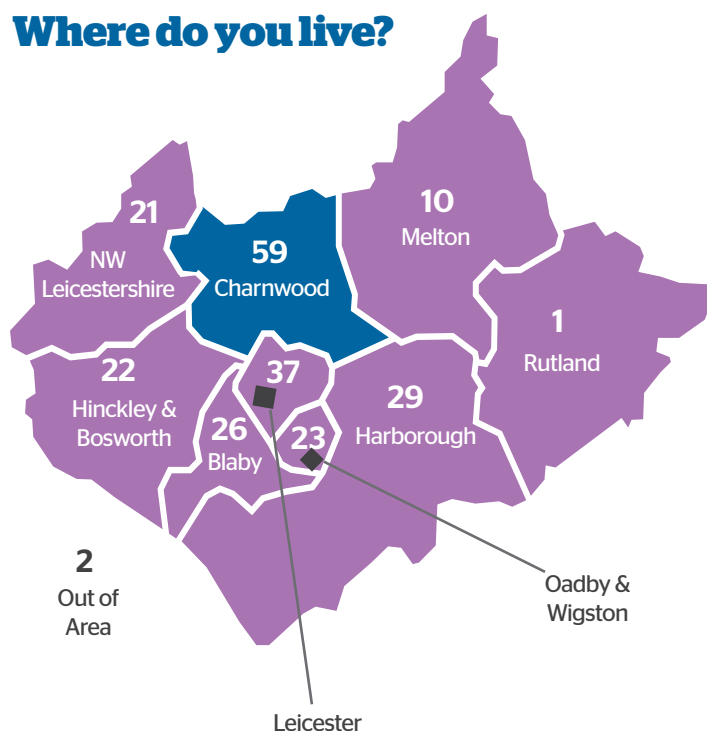 Where do you live?
10
Melton
21
NW
Leicestershire
59
Charnwood
1
Rutland
22
Hinckley &
Bosworth
37
29
Harborough
26
Blaby
23
2
Out of
Area
Oadby &
Wigston
Leicester